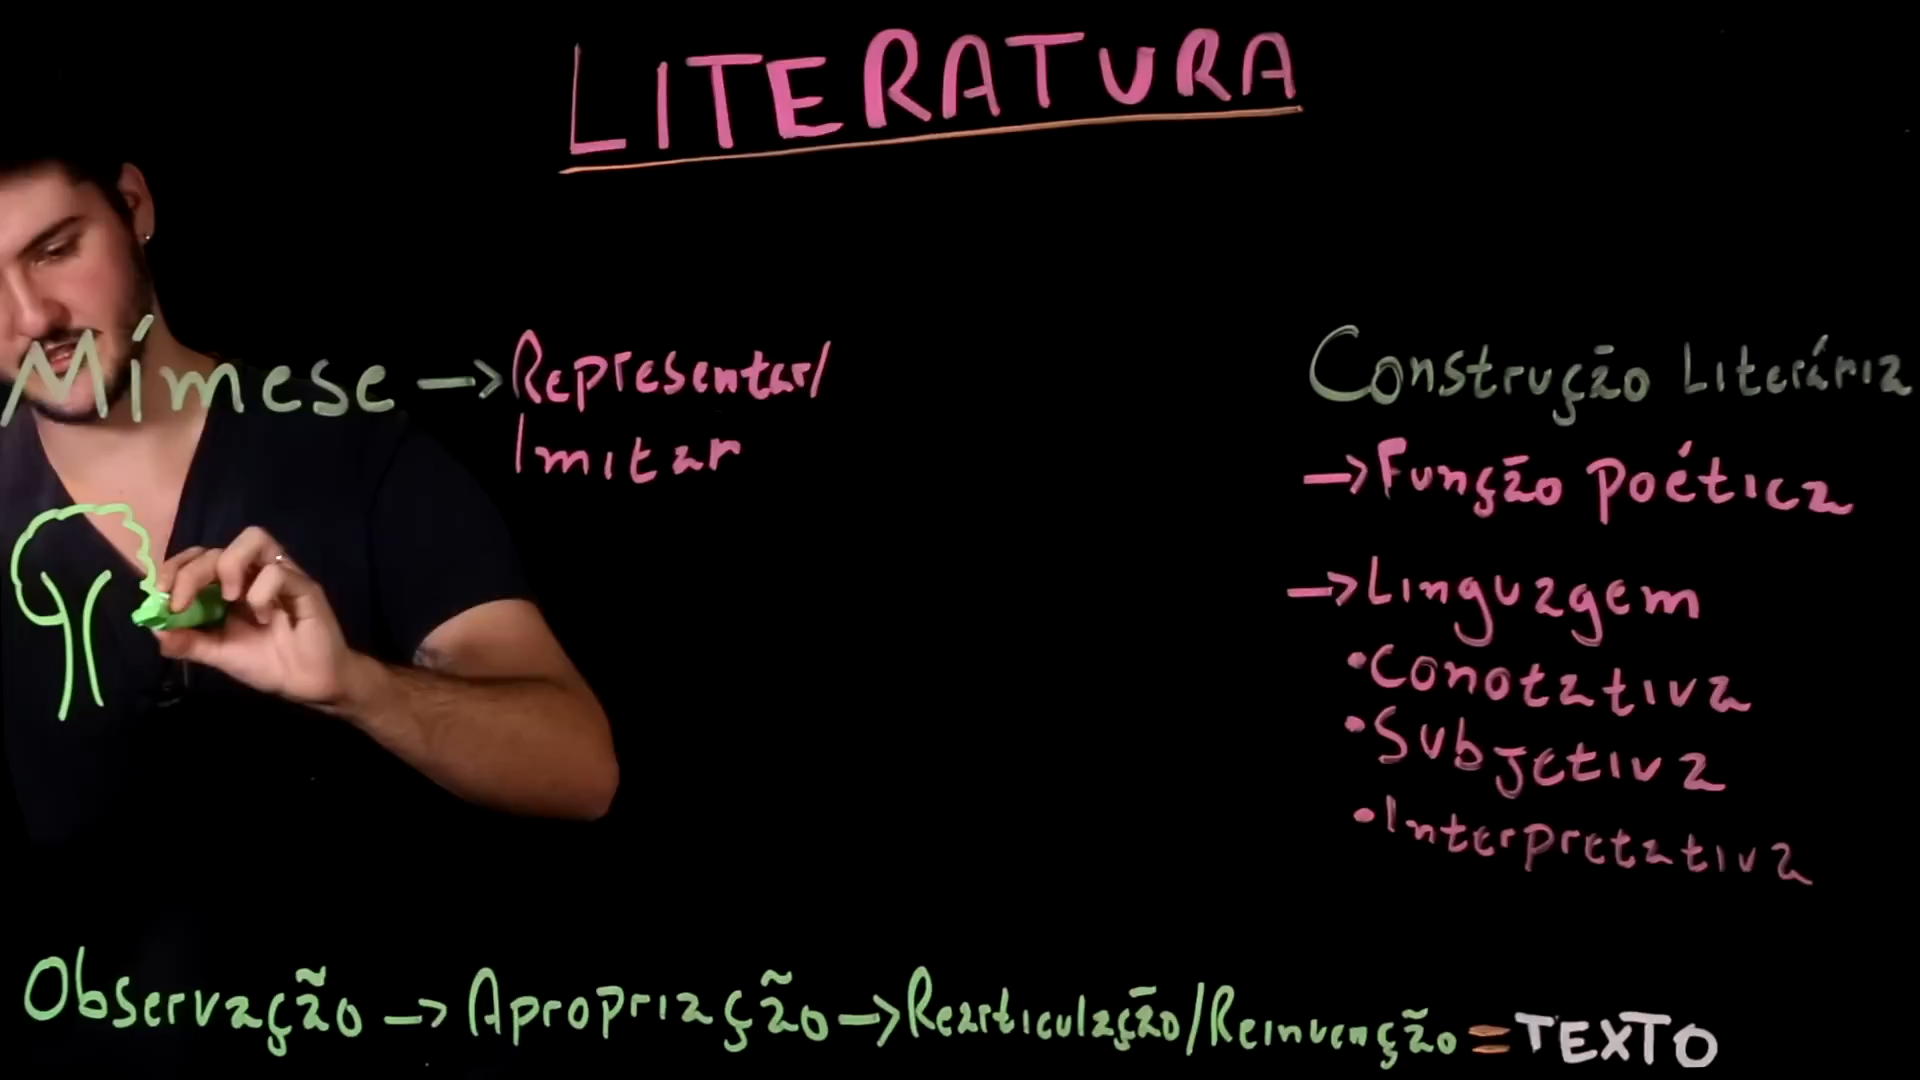 LITERATURA
Mímese → Representar/
Imitar
Construção Literária
→ Função poética
→ Linguagem
• Conotativa
• Subjetiva
• Interpretativa
Observação → Apropriação → Rearticulação/Reinvenção = TEXTO